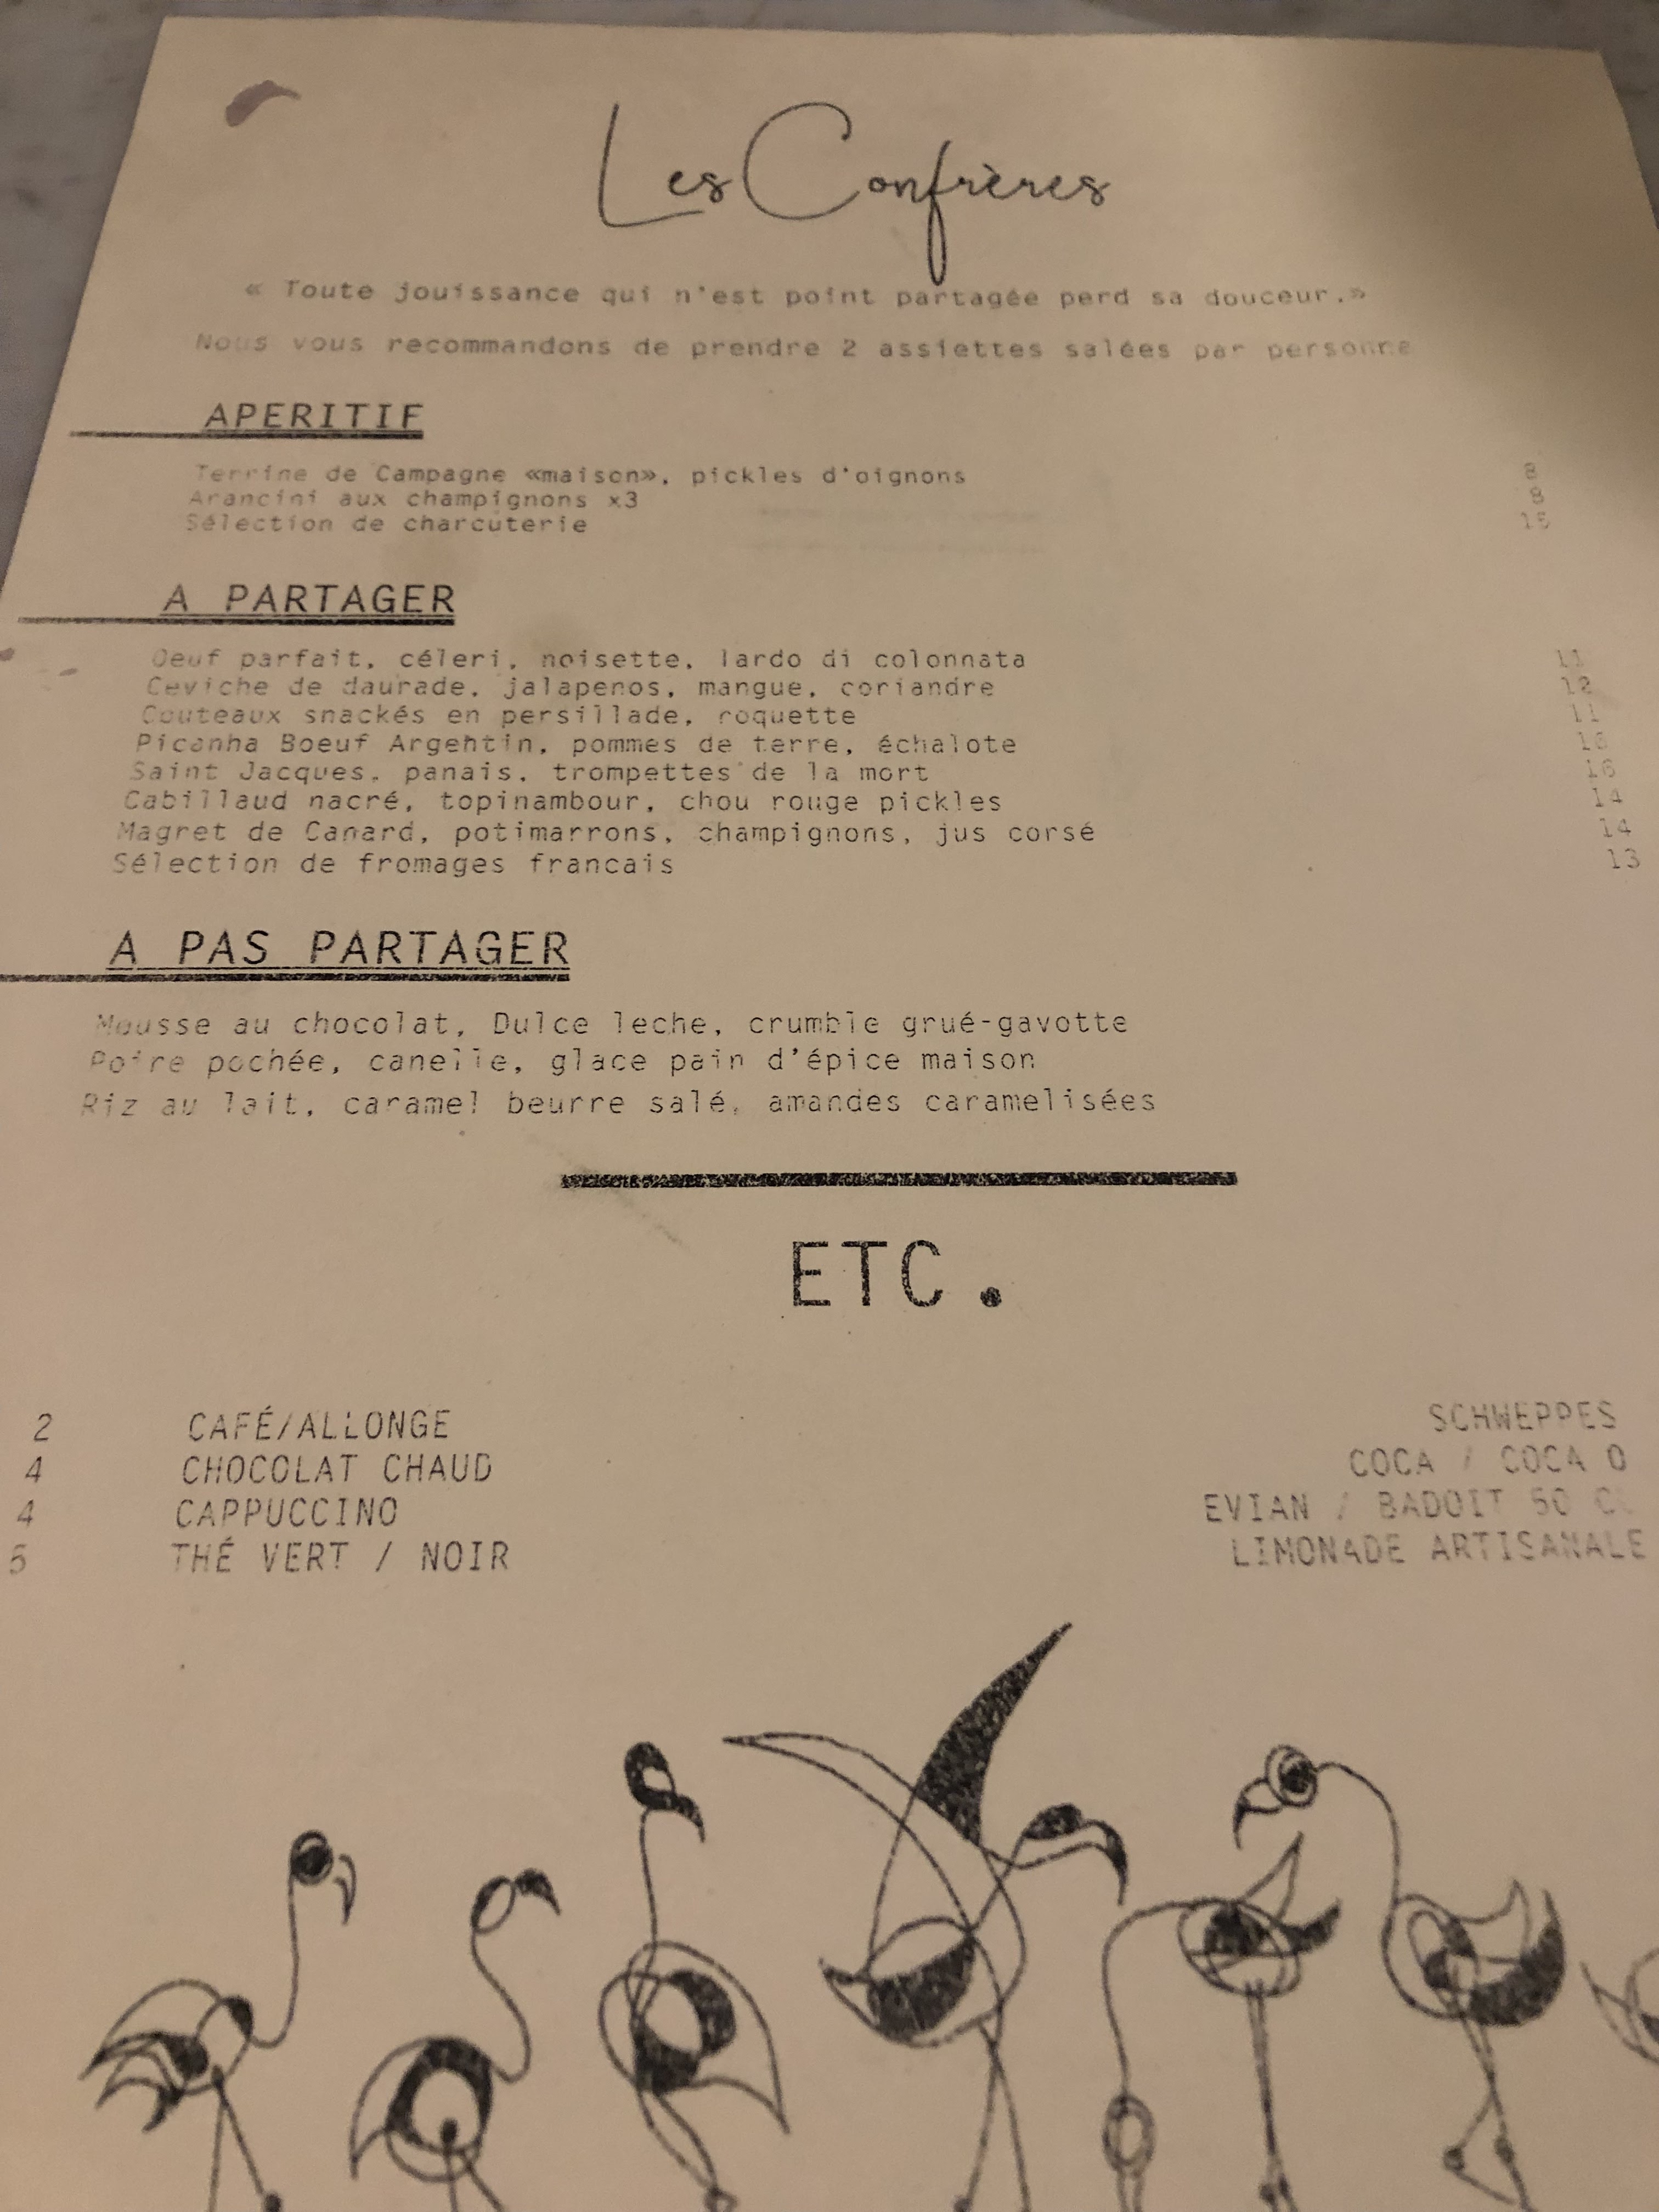 Les Confrères
« Toute jouissance qui n'est point partagée perd sa douceur.»
Nous vous recommandons de prendre 2 assiettes salées par personne
APERITIF
Terrine de Campagne «maison», pickles d'oignons 8
Arancini aux champignons x3 8
Sélection de charcuterie 15
A PARTAGER
Oeuf parfait, céleri, noisette, lardo di colonnata 11
Ceviche de daurade, jalapenos, mangue, coriandre 12
Couteaux snackés en persillade, roquette 11
Picanha Boeuf Argentin, pommes de terre, échalote
Saint Jacques, panais, trompettes de la mort 16
Cabillaud nacré, topinambour, chou rouge pickles 14
Magret de Canard, potimarrons, champignons, jus corsé 14
Sélection de fromages francais 13
A PAS PARTAGER
Mousse au chocolat, Dulce leche, crumble grué-gavotte
Poire pochée, canelle, glace pain d'épice maison
Riz au lait, caramel beurre salé, amandes caramelisées
ETC.
2 CAFÉ/ALLONGE SCHWEPPES
4 CHOCOLAT CHAUD COCA / COCA 0
4 CAPPUCCINO EVIAN / BADOIT 50 CL
5 THÉ VERT / NOIR LIMONADE ARTISANALE